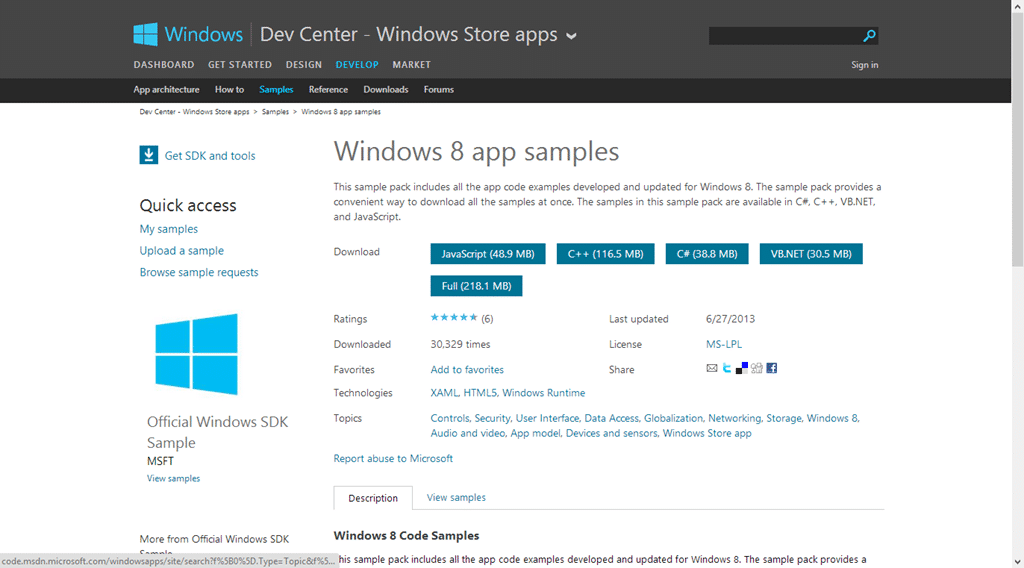 Windows Dev Center - Windows Store apps
DASHBOARD GET STARTED DESIGN DEVELOP MARKET
Sign in
App architecture How to Samples Reference Downloads Forums
Dev Center - Windows Store apps > Samples > Windows 8 app samples
Get SDK and tools
Quick access
My samples
Upload a sample
Browse sample requests
Official Windows SDK
Sample
MSFT
View samples
More from Official Windows SDK
Sample
Windows 8 app samples
This sample pack includes all the app code examples developed and updated for Windows 8. The sample pack provides a
convenient way to download all the samples at once. The samples in this sample pack are available in C#, C++, VB.NET,
and JavaScript.
Download JavaScript (48.9 MB) C++ (116.5 MB) C# (38.8 MB) VB.NET (30.5 MB)
Full (218.1 MB)
Ratings (6) Last updated 6/27/2013
Downloaded 30,329 times License MS-LPL
Favorites Add to favorites Share
Technologies XAML, HTML5, Windows Runtime
Topics Controls, Security, User Interface, Data Access, Globalization, Networking, Storage, Windows 8,
Audio and video, App model, Devices and sensors, Windows Store app
Report abuse to Microsoft
Description View samples
Windows 8 Code Samples
This sample pack includes all the app code examples developed and updated for Windows 8. The sample pack provides a
code.msdn.microsoft.com/windowsapps/site/search?f%5B0%5D.Type=Topic&f%5...